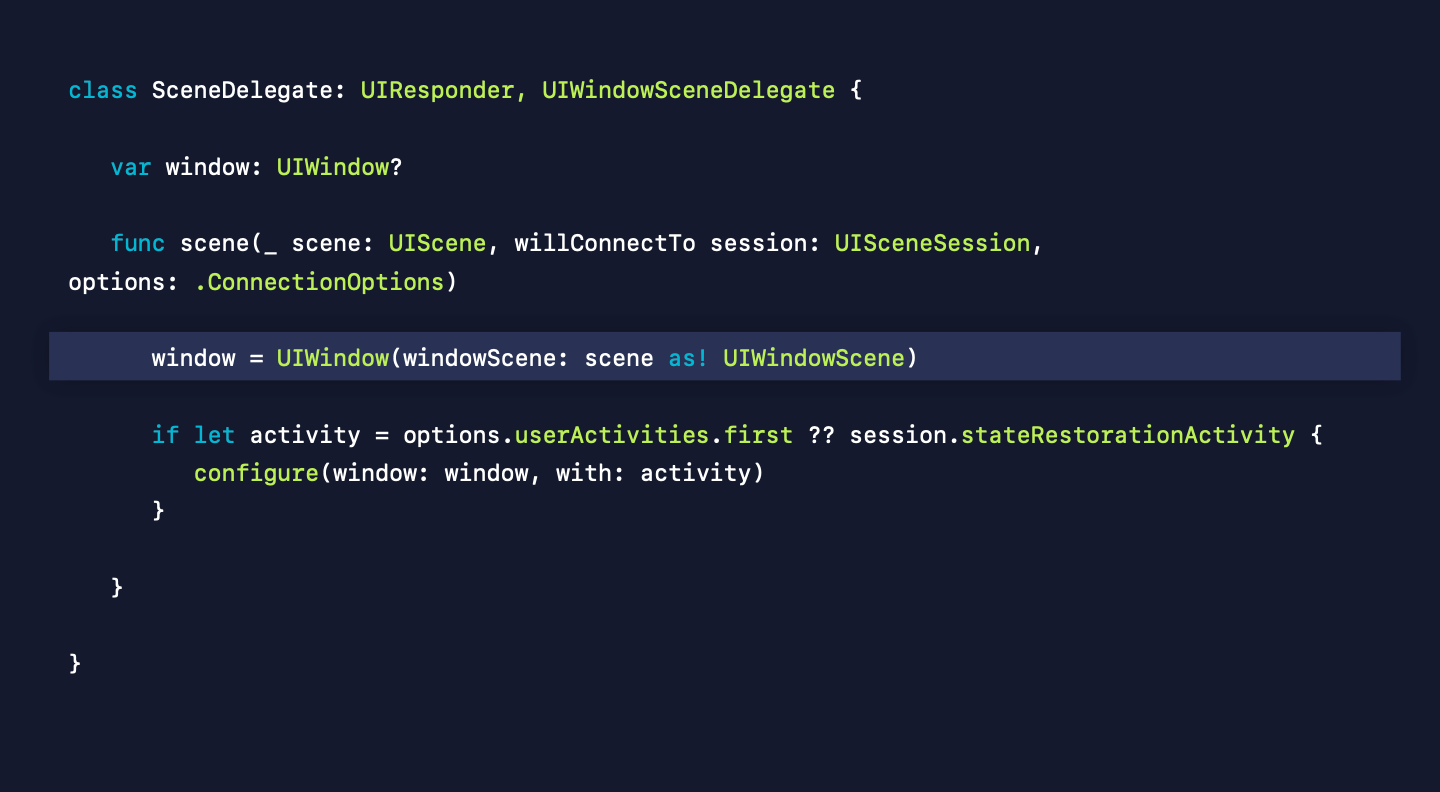 class SceneDelegate: UIResponder, UIWindowSceneDelegate {
var window: UIWindow?
func scene(_ scene: UIScene, willConnectTo session: UISceneSession,
options: .ConnectionOptions)
window = UIWindow(windowScene: scene as! UIWindowScene)
if let activity = options.userActivities.first ?? session.stateRestorationActivity {
configure(window: window, with: activity)
}
}
}